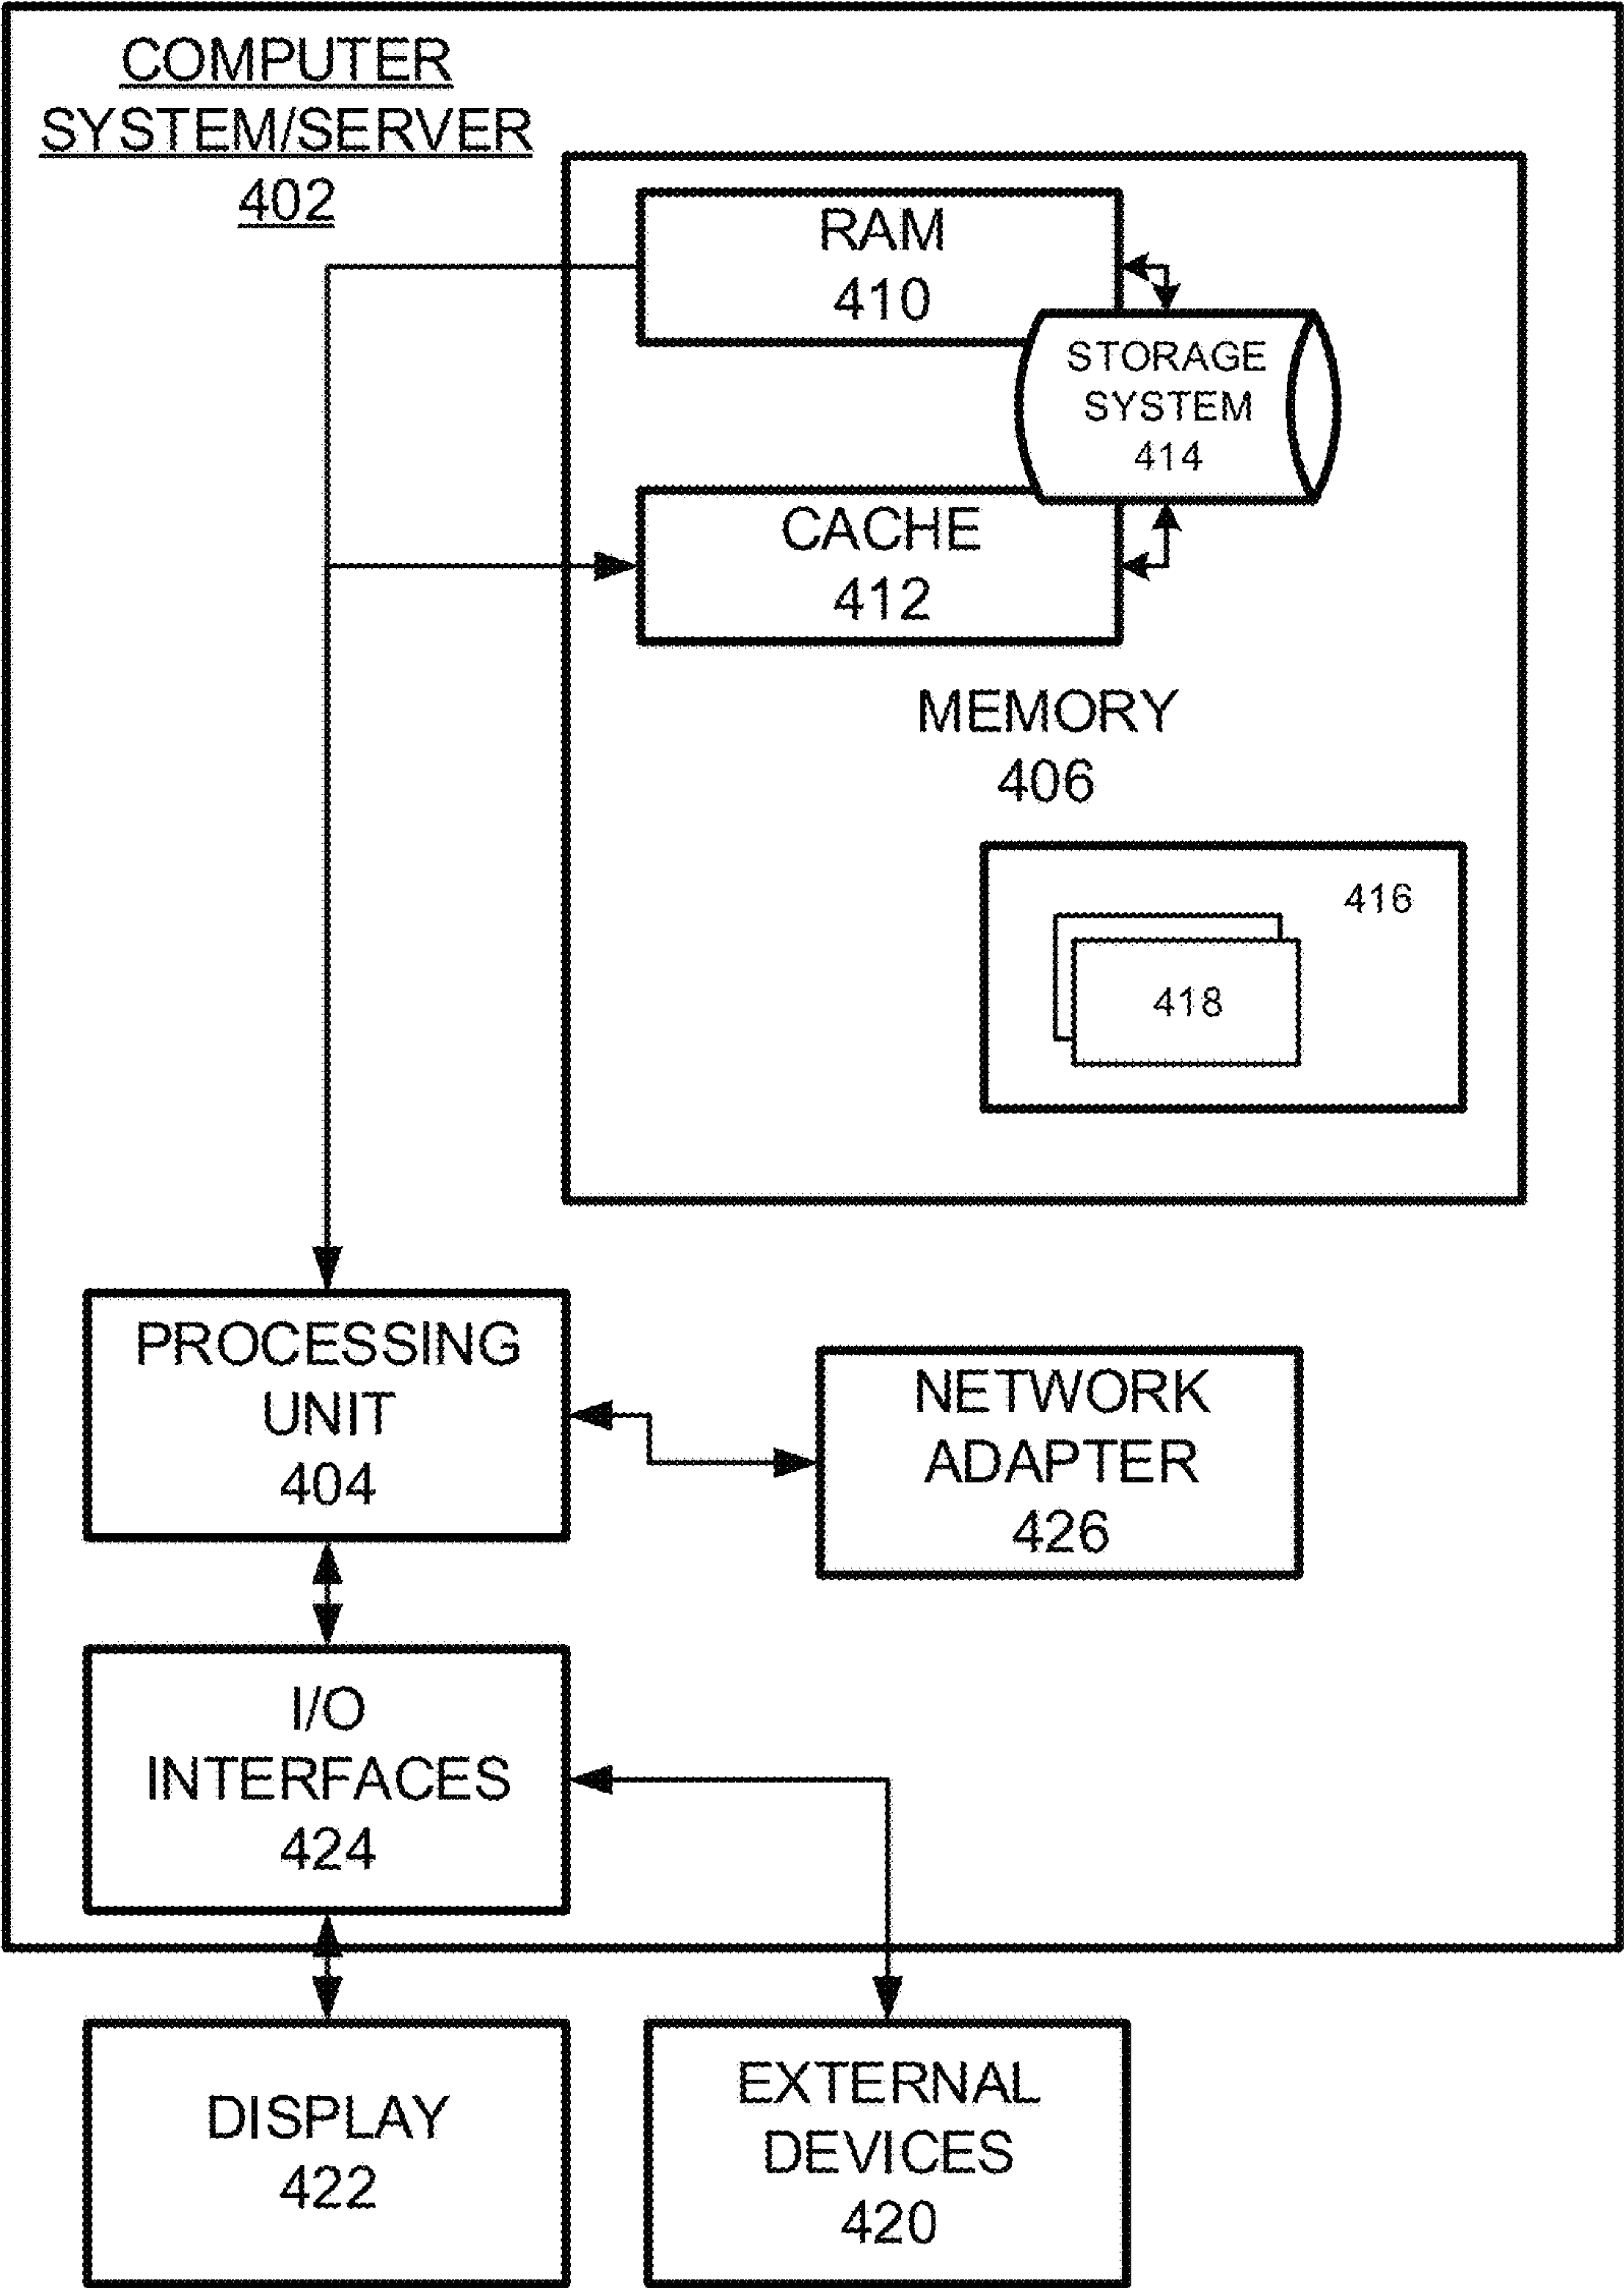 COMPUTER
SYSTEM/SERVER
402
RAM
410
STORAGE
SYSTEM
414
CACHE
412
MEMORY
406
416
418
PROCESSING
UNIT
404
NETWORK
ADAPTER
426
I/O
INTERFACES
424
DISPLAY
422
EXTERNAL
DEVICES
420